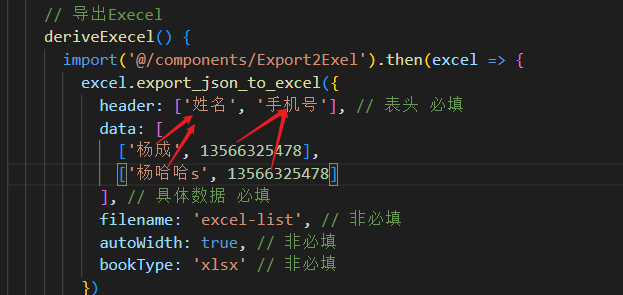 // 导出Execel
deriveExecel() {
import('@/components/Export2Exel').then(excel => {
excel.export_json_to_excel({
header: ['姓名', '手机号'], // 表头 必填
data: [
['杨成', 13566325478],
['杨哈哈s', 13566325478]
], // 具体数据 必填
filename: 'excel-list', // 非必填
autoWidth: true, // 非必填
bookType: 'xlsx' // 非必填
})